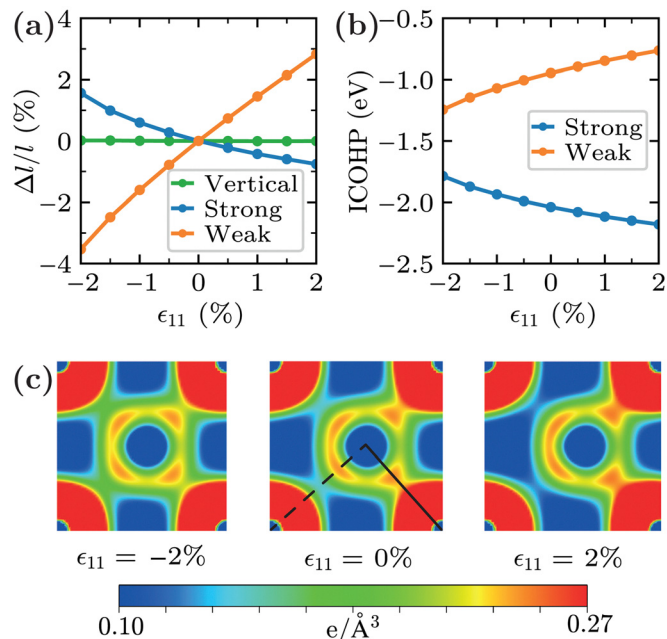 (a)
4
2
0
−2
−4
Δl/l (%)
Vertical
Strong
Weak
−2 −1 0 1 2
ϵ₁₁ (%)
(b)
−0.5
−1.0
−1.5
−2.0
−2.5
ICOHP (eV)
Strong
Weak
−2 −1 0 1 2
ϵ₁₁ (%)
(c)
ϵ₁₁ = −2%
ϵ₁₁ = 0%
ϵ₁₁ = 2%
0.10
e/Å³
0.27